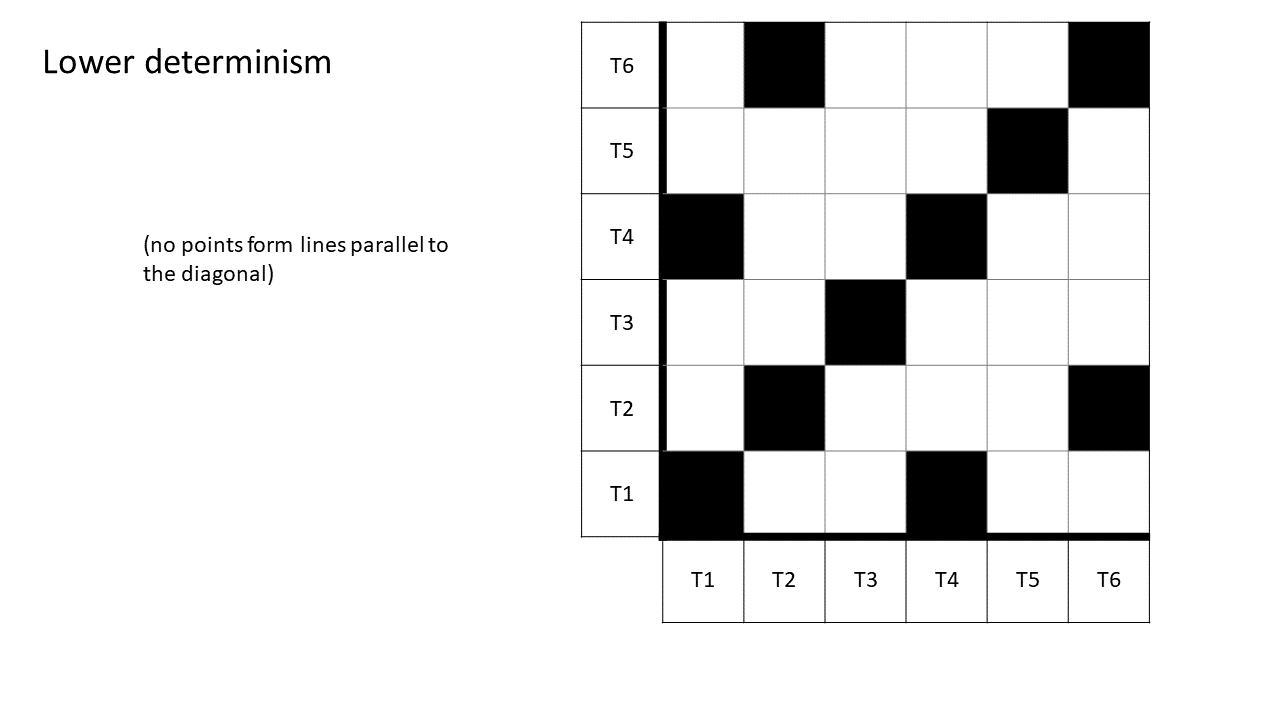 Lower determinism
(no points form lines parallel to
the diagonal)
T6
T5
T4
T3
T2
T1
T1 T2 T3 T4 T5 T6